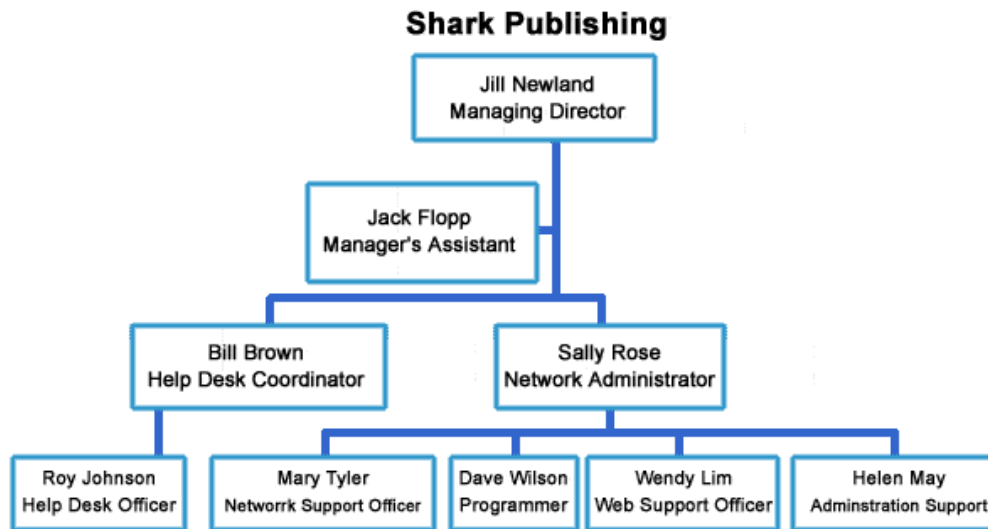 Shark Publishing
Jill Newland
Managing Director
Jack Flopp
Manager's Assistant
Bill Brown
Help Desk Coordinator
Sally Rose
Network Administrator
Roy Johnson
Help Desk Officer
Mary Tyler
Networrk Support Officer
Dave Wilson
Programmer
Wendy Lim
Web Support Officer
Helen May
Adminstration Support